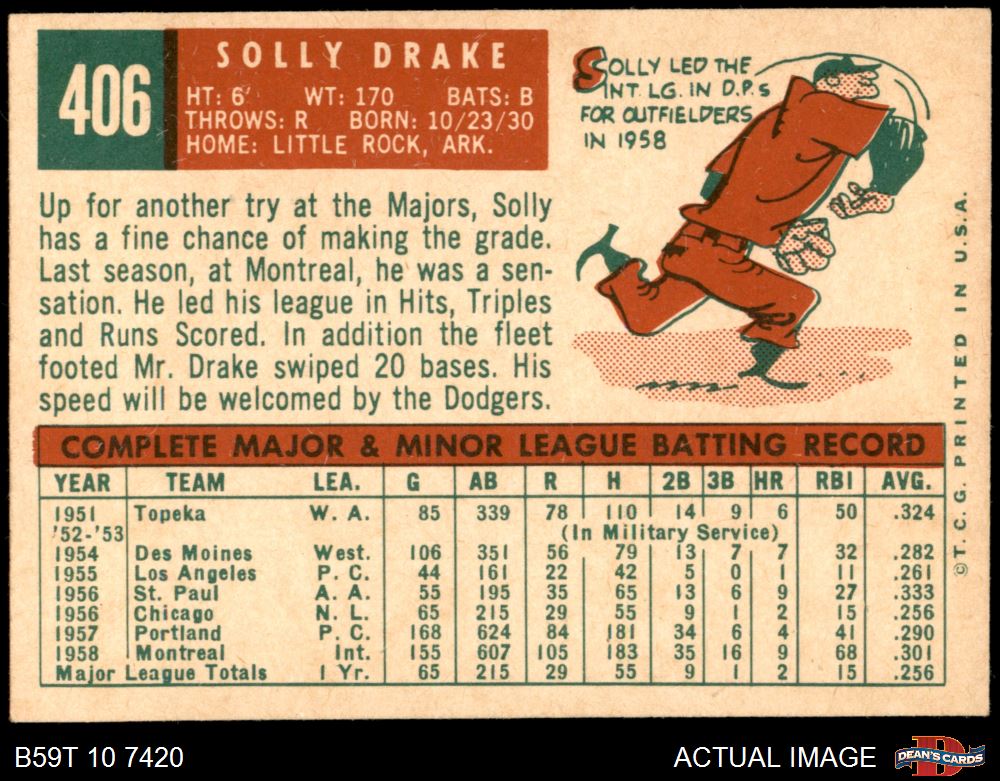 406
SOLLY DRAKE
HT: 6' WT: 170 BATS: B
THROWS: R BORN: 10/23/30
HOME: LITTLE ROCK, ARK.
SOLLY LED THE
INT. LG. IN D.P.s
FOR OUTFIELDERS
IN 1958
Up for another try at the Majors, Solly
has a fine chance of making the grade.
Last season, at Montreal, he was a sen-
sation. He led his league in Hits, Triples
and Runs Scored. In addition the fleet
footed Mr. Drake swiped 20 bases. His
speed will be welcomed by the Dodgers.
COMPLETE MAJOR & MINOR LEAGUE BATTING RECORD
YEAR TEAM LEA. G AB R H 2B 3B HR RBI AVG.
1951 Topeka W. A. 85 339 78 110 14 9 6 50 .324
'52-'53 (In Military Service)
1954 Des Moines West. 106 351 56 79 13 7 7 32 .282
1955 Los Angeles P. C. 44 161 22 42 5 0 1 11 .261
1956 St. Paul A. A. 55 195 35 65 13 6 9 27 .333
1956 Chicago N. L. 65 215 29 55 9 1 2 15 .256
1957 Portland P. C. 168 624 84 181 34 6 4 41 .290
1958 Montreal Int. 155 607 105 183 35 16 9 68 .301
Major League Totals 1 Yr. 65 215 29 55 9 1 2 15 .256
© T. C. G. PRINTED IN U.S.A.
B59T 10 7420
ACTUAL IMAGE
D
DEAN'S CARDS